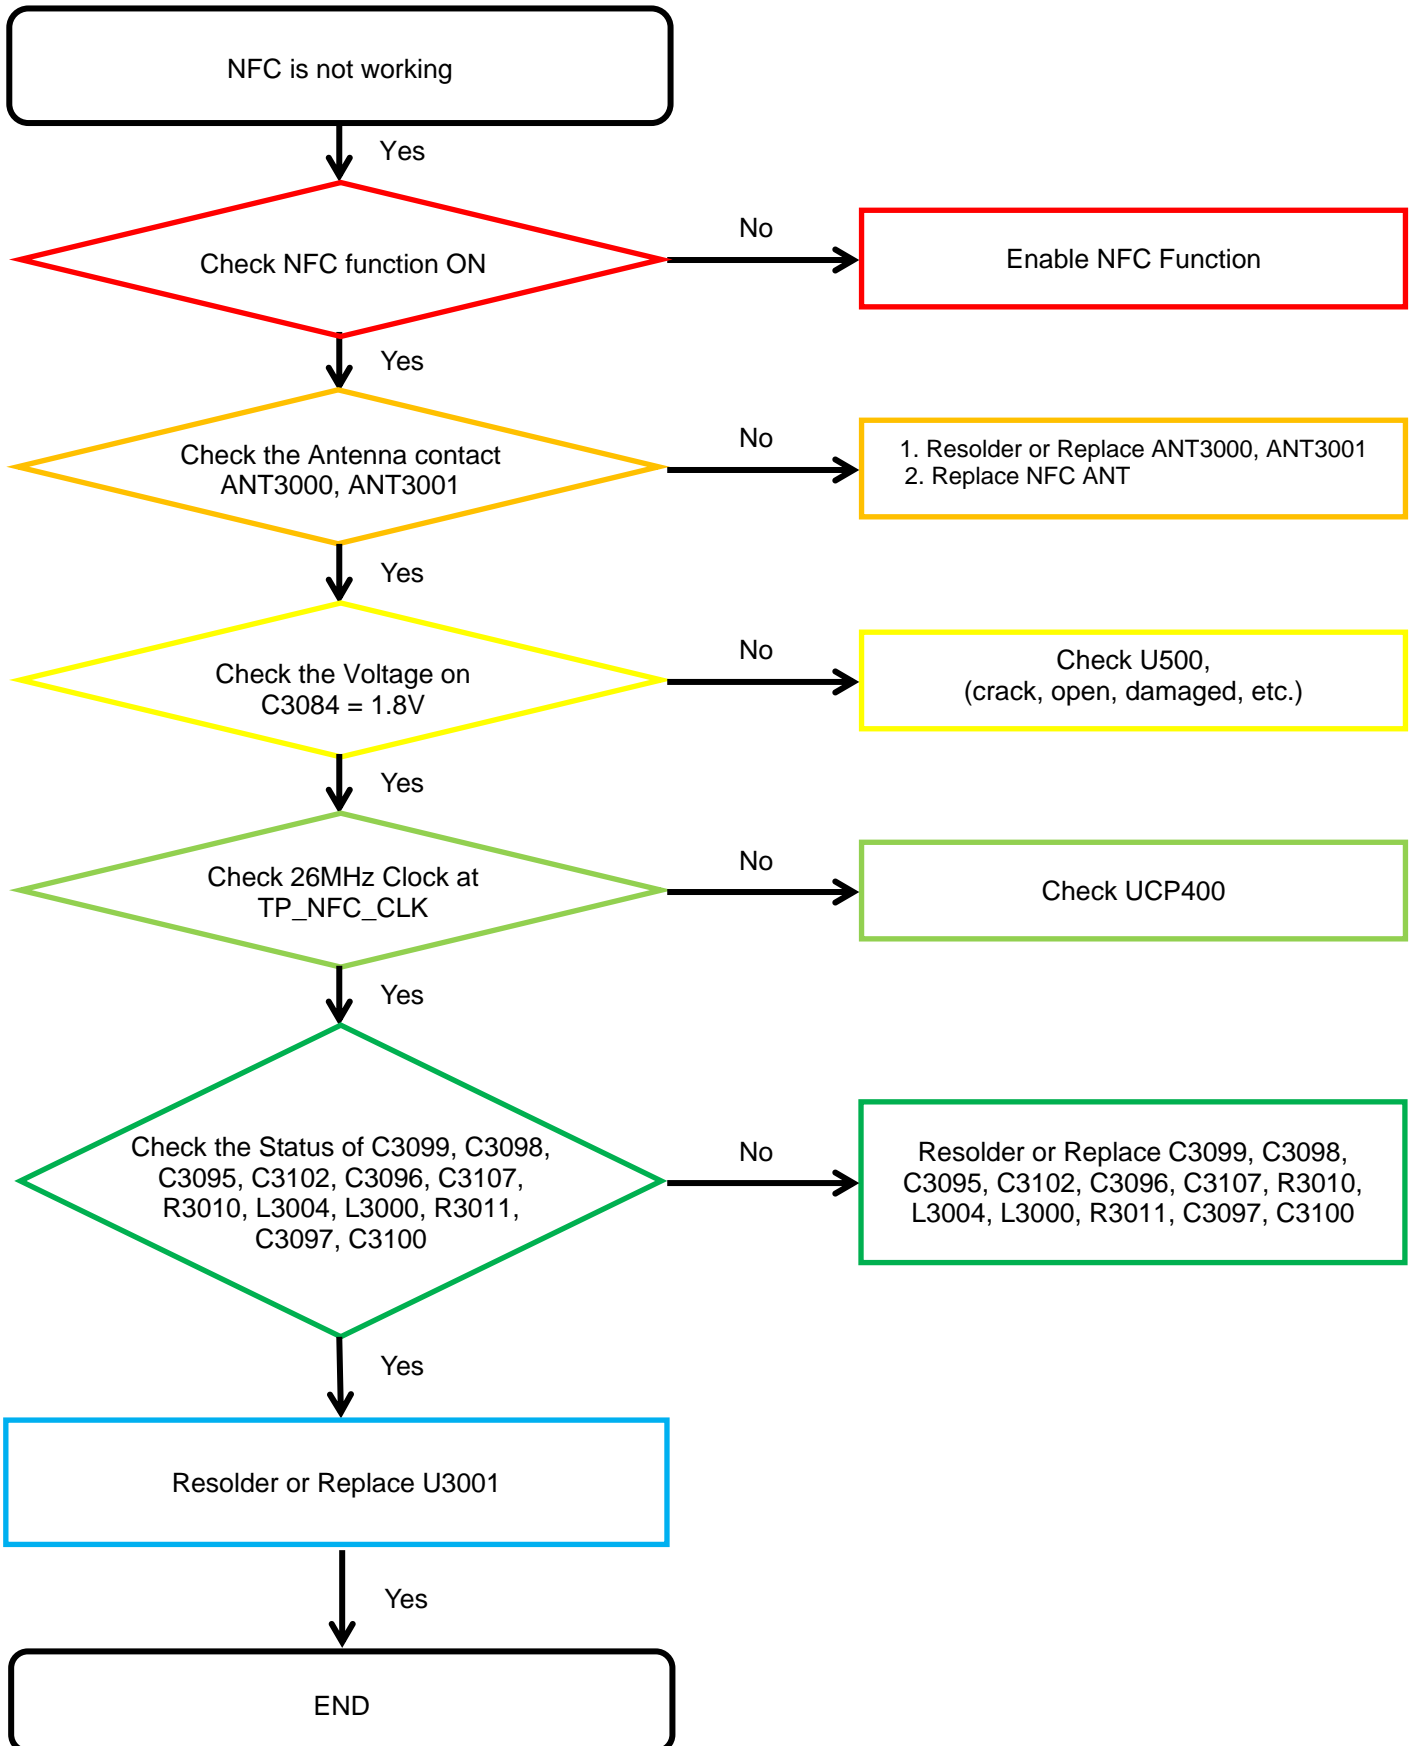 NFC is not working
Yes
Check NFC function ON
No
Enable NFC Function
Yes
Check the Antenna contact
ANT3000, ANT3001
No
1. Resolder or Replace ANT3000, ANT3001
2. Replace NFC ANT
Yes
Check the Voltage on
C3084 = 1.8V
No
Check U500,
(crack, open, damaged, etc.)
Yes
Check 26MHz Clock at
TP_NFC_CLK
No
Check UCP400
Yes
Check the Status of C3099, C3098,
C3095, C3102, C3096, C3107,
R3010, L3004, L3000, R3011,
C3097, C3100
No
Resolder or Replace C3099, C3098,
C3095, C3102, C3096, C3107, R3010,
L3004, L3000, R3011, C3097, C3100
Yes
Resolder or Replace U3001
Yes
END